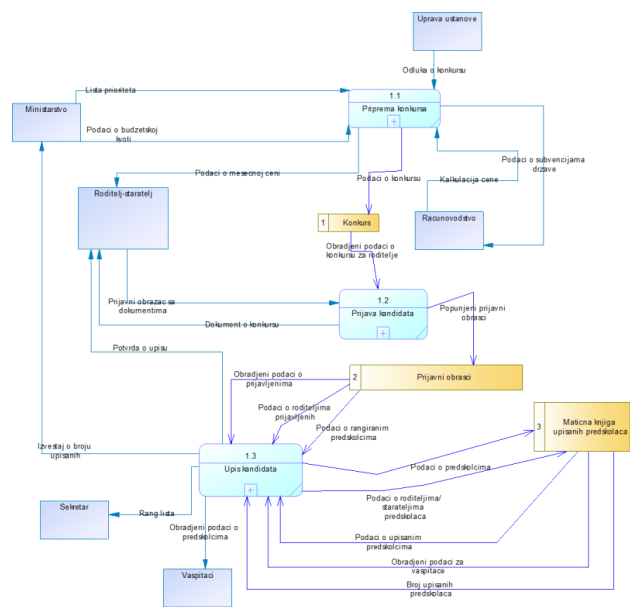 Uprava ustanove
Odluka o konkursu
Lista prioriteta
1.1
Ministarstvo
Priprema konkursa
Podaci o budzetskoj
kvoti
Podaci o subvencijama
drzave
Podaci o mesecnoj ceni
Podaci o konkursu
Kalkulacija cene
Roditelj-staratelj
1
Konkurs
Racunovodstvo
Obradjeni podaci o
konkursu za roditelje
1.2
Prijavni obrazac sa
dokumentima
Prijava kandidata
Popunjeni prijavni
obrasci
Dokument o konkursu
Potvrda o upisu
Obradjeni podaci o
prijavljenima
2
Prijavni obrasci
Podaci o roditeljima
prijavljenih
Podaci o rangiranim
predskolcima
3
Maticna knjiga
upisanih predskolaca
Izvestaj o broju
upisanih
1.3
Upis kandidata
Podaci o predskolcima
Podaci o roditeljima/
starateljima
predskolaca
Sekretar
Rang lista
Obradjeni podaci o
predskolcima
Podaci o upisanim
predskolcima
Obradjeni podaci za
vaspitace
Vaspitaci
Broj upisanih
predskolaca